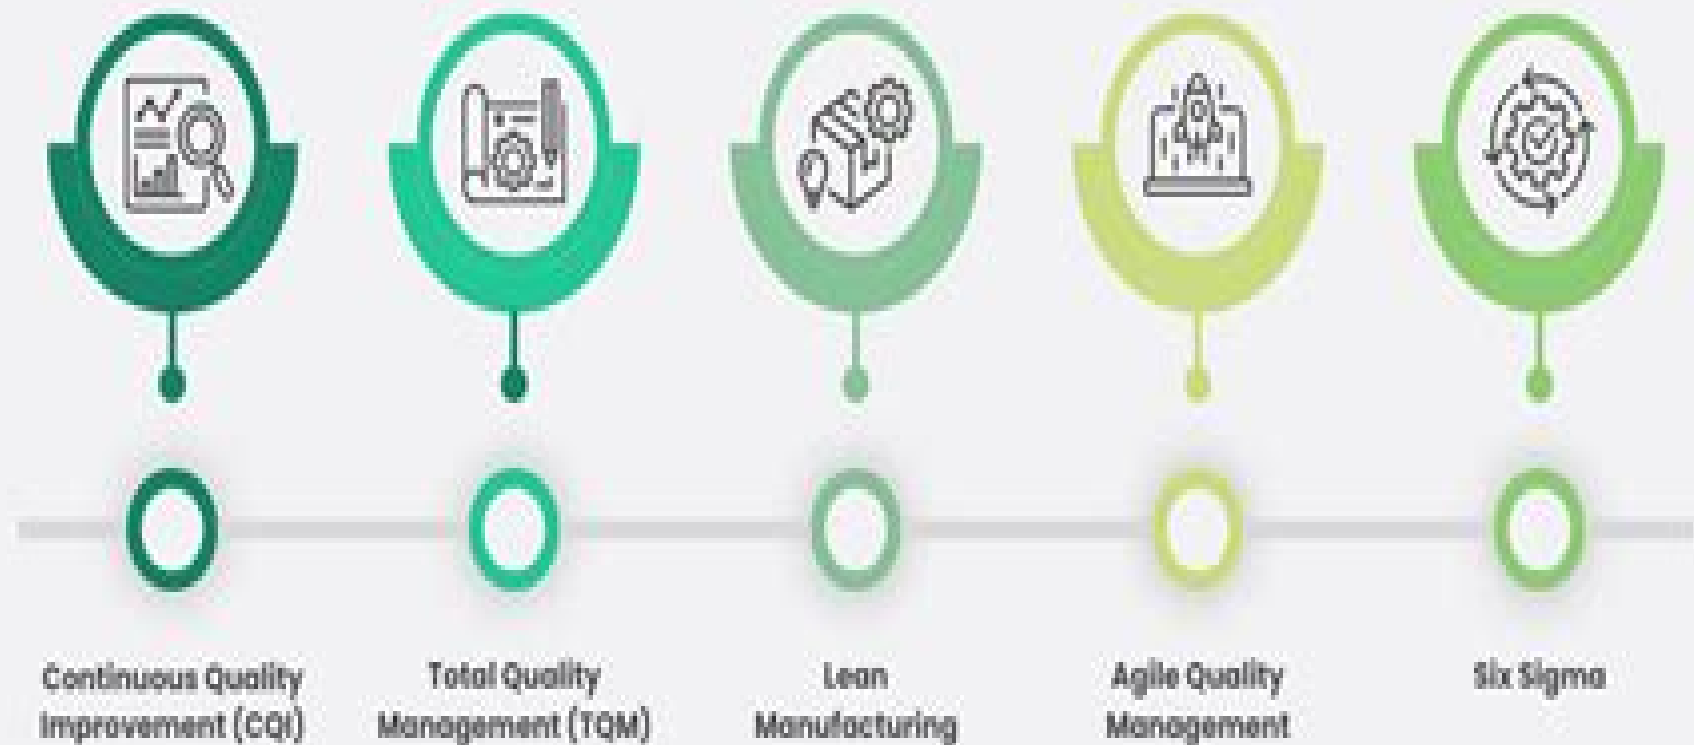 Continuous Quality
Improvement (CQI)
Total Quality
Management (TQM)
Lean
Manufacturing
Agile Quality
Management
Six Sigma